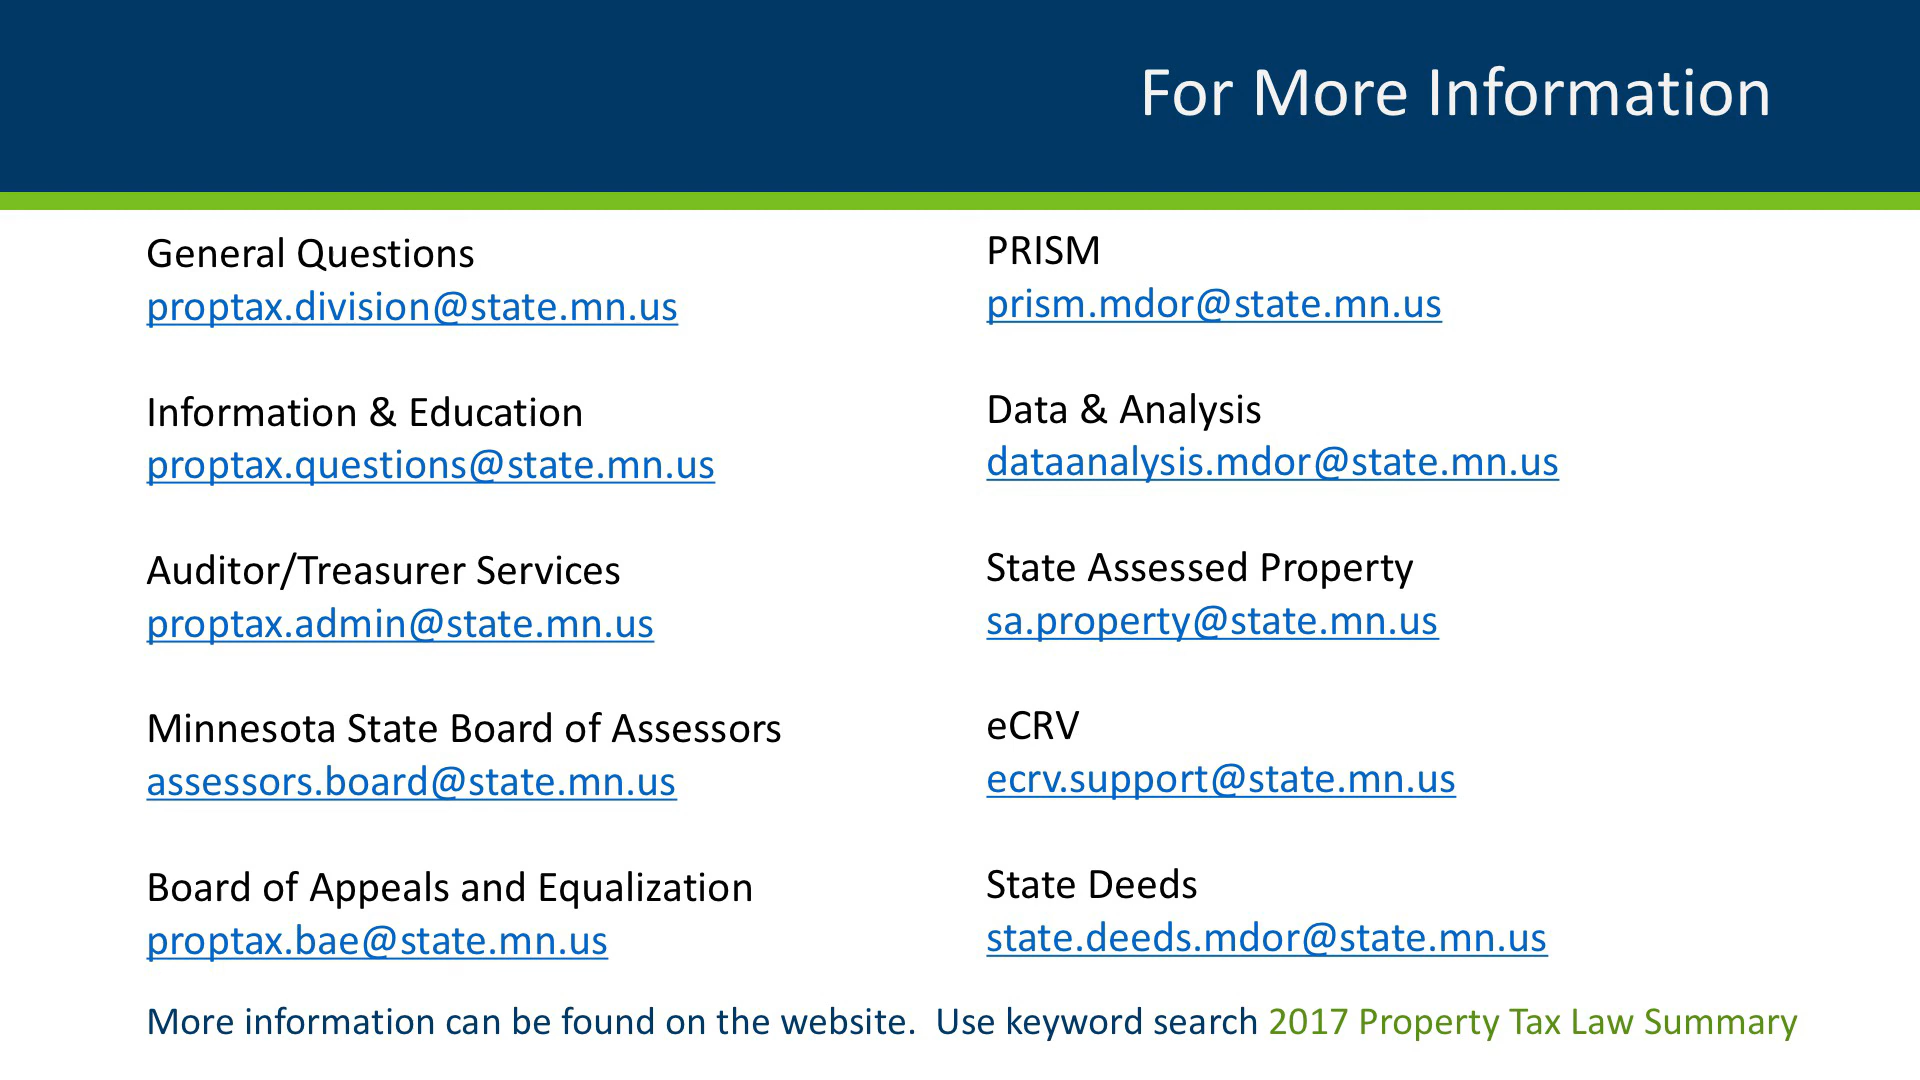 For More Information
General Questions
proptax.division@state.mn.us
Information & Education
proptax.questions@state.mn.us
Auditor/Treasurer Services
proptax.admin@state.mn.us
Minnesota State Board of Assessors
assessors.board@state.mn.us
Board of Appeals and Equalization
proptax.bae@state.mn.us
PRISM
prism.mdor@state.mn.us
Data & Analysis
dataanalysis.mdor@state.mn.us
State Assessed Property
sa.property@state.mn.us
eCRV
ecrv.support@state.mn.us
State Deeds
state.deeds.mdor@state.mn.us
More information can be found on the website.  Use keyword search 2017 Property Tax Law Summary